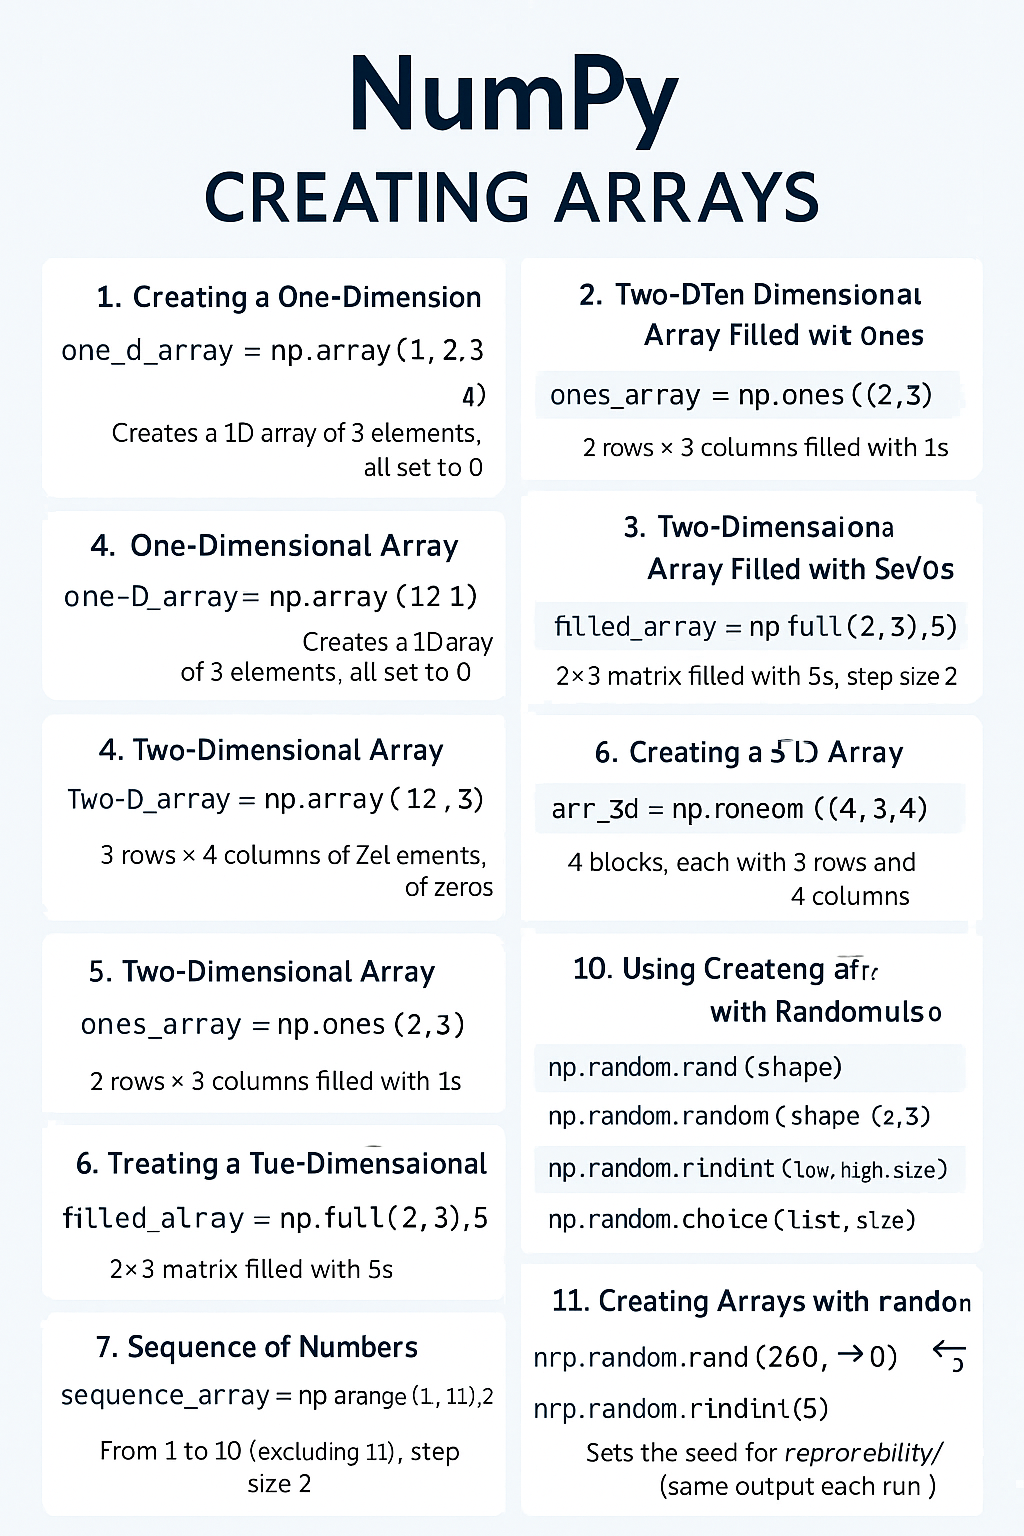 NumPy
CREATING ARRAYS
1. Creating a One-Dimension
one_d_array = np.array(1, 2,3
4)
Creates a 1D array of 3 elements,
all set to 0
2. Two-DTen Dimensional
Array Filled wit Ones
ones_array = np.ones ((2,3)
2 rows × 3 columns filled with 1s
4. One-Dimensional Array
one-D_array= np.array (12 1)
Creates a 1D aray
of 3 elements, all set to 0
3. Two-Dimensaiona
Array Filled with Sev√os
filled_array = np full(2,3),5)
2×3 matrix filled with 5s, step size 2
4. Two-Dimensional Array
Two-D_array = np.array( 12 , 3)
3 rows × 4 columns of Zel ements,
of zeros
6. Creating a Array
arr_3d = np.roneom ((4, 3,4)
4 blocks, each with 3 rows and
4 columns
5. Two-Dimensional Array
ones_array = np.ones (2,3)
2 rows × 3 columns filled with 1s
6. Treating a Tue-Dimensaional
filled_alray = np.full(2, 3),5
2×3 matrix filled with 5s
7. Sequence of Numbers
sequence_array = np arange (1, 11),2
From 1 to 10 (excluding 11), step
size 2
10. Using Createng
with Randomulso
np.random.rand (shape)
np.random.random ( shape (2,3)
np.random.rindint (low, high.size)
np.random.choice (list, slze)
11. Creating Arrays with randon
nrp.random.rand (260, →0)
nrp.random.rindint(5)
Sets the seed for reprorebility/
(same output each run )